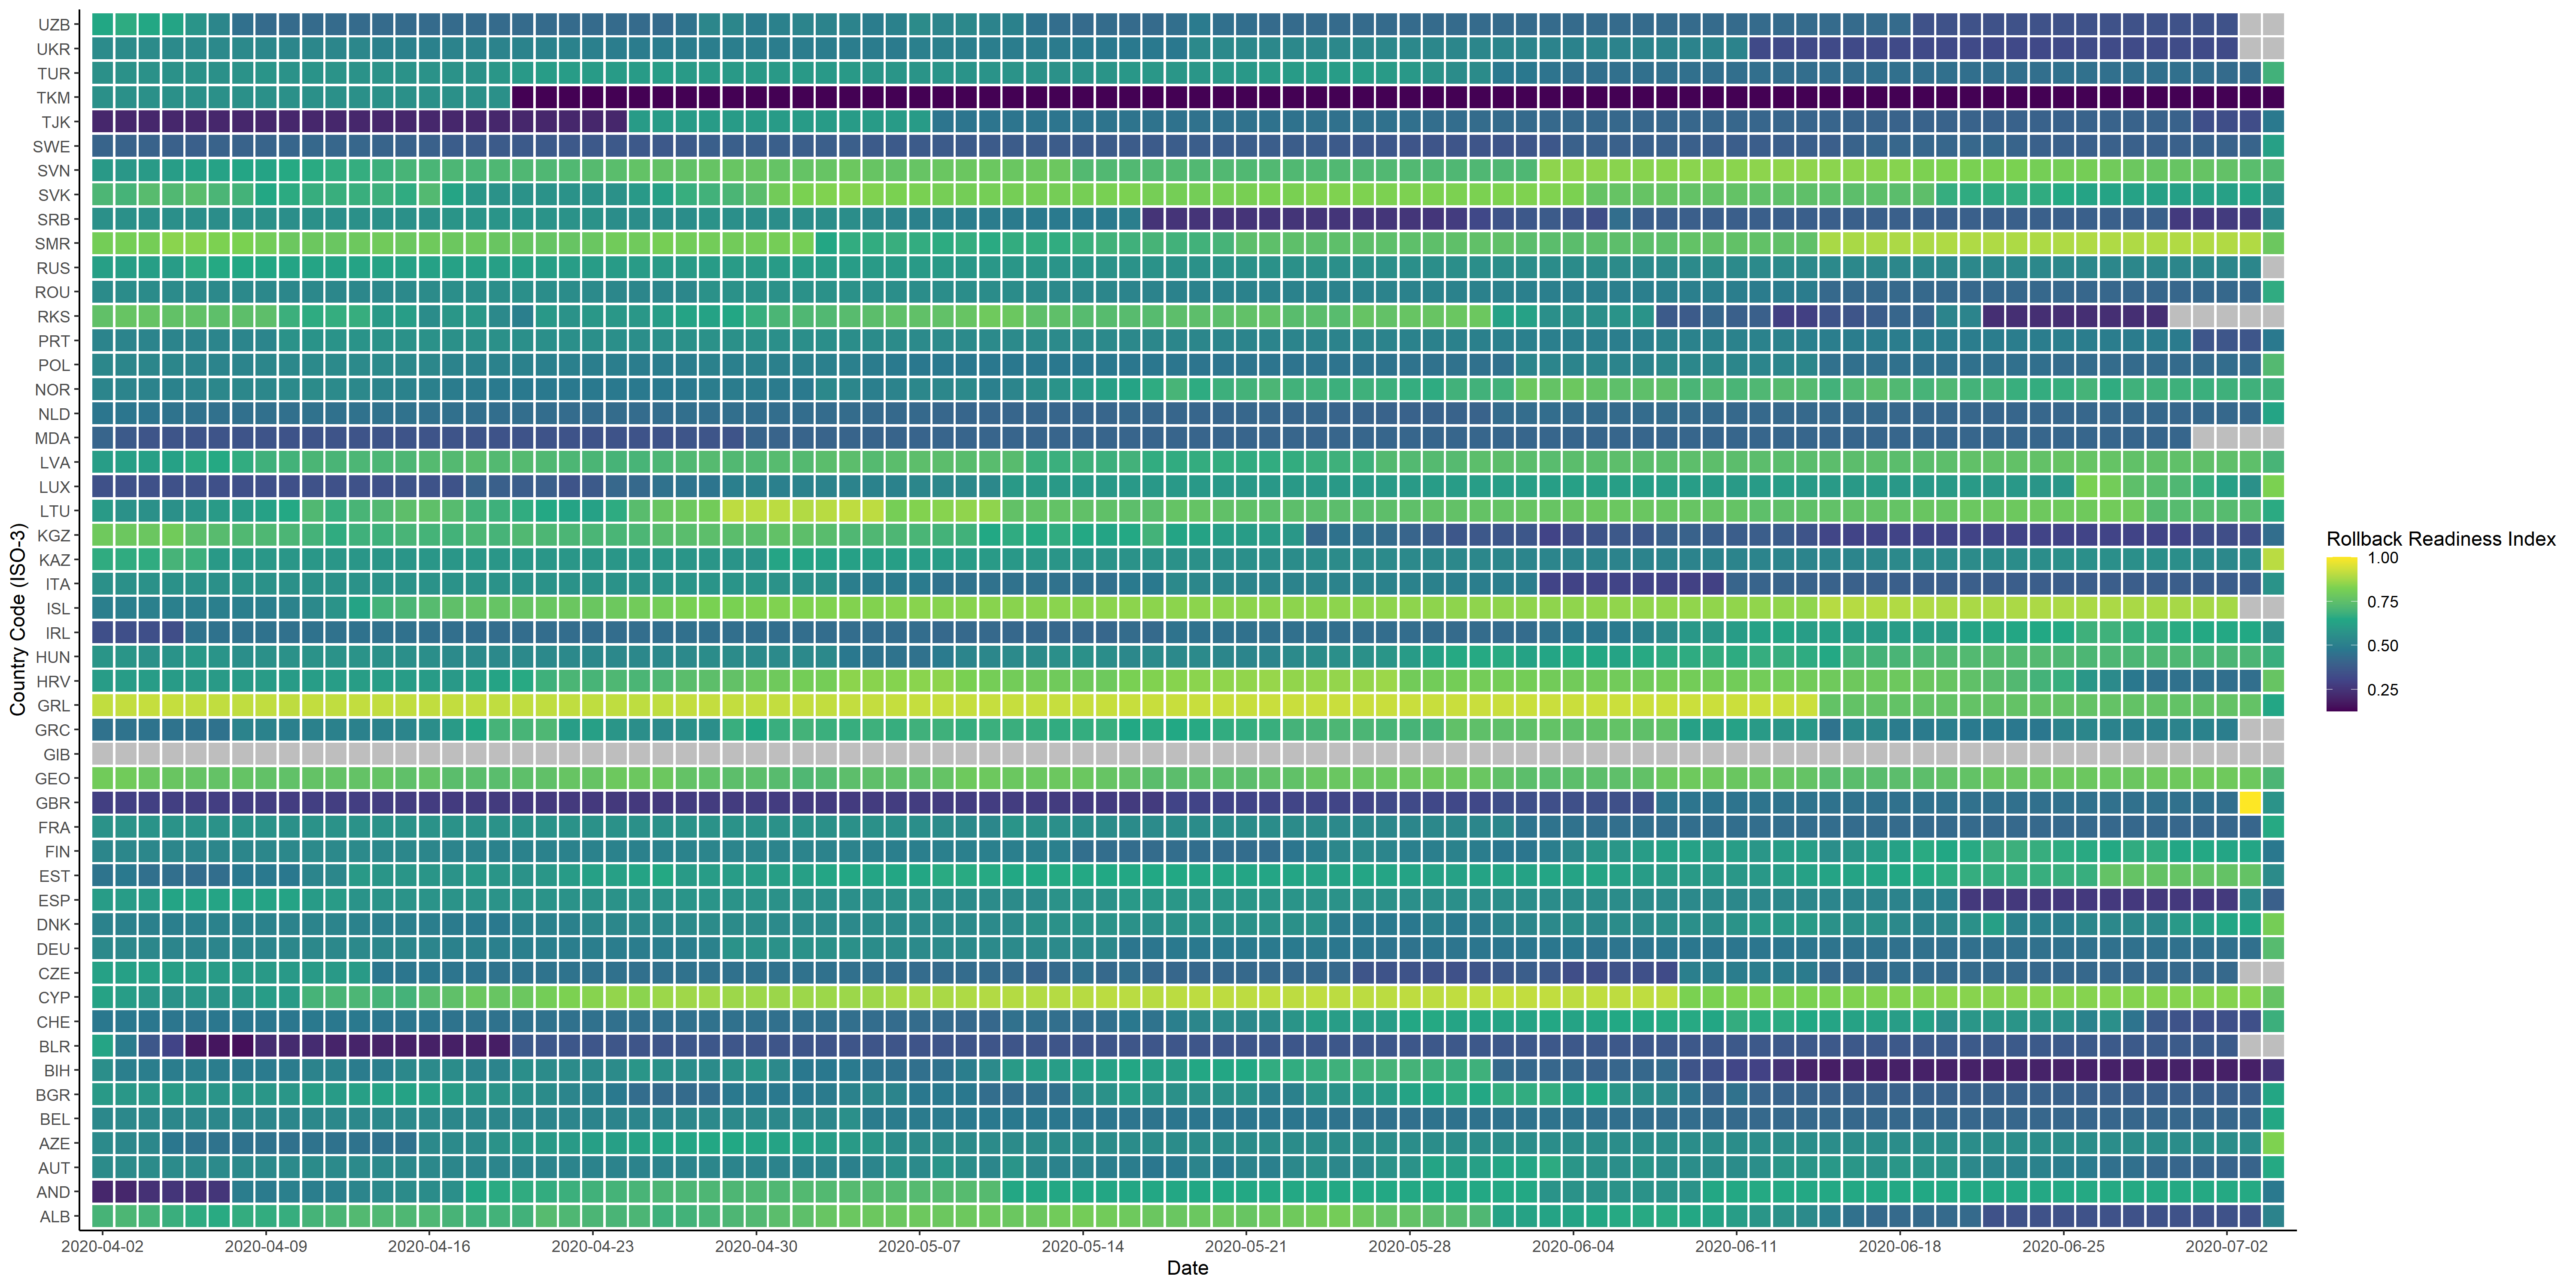 UZB
UKR
TUR
TKM
TJK
SWE
SVN
SVK
SRB
SMR
RUS
ROU
RKS
PRT
POL
NOR
NLD
MDA
LVA
LUX
LTU
KGZ
KAZ
ITA
ISL
IRL
HUN
HRV
GRL
GRC
GIB
GEO
GBR
FRA
FIN
EST
ESP
DNK
DEU
CZE
CYP
CHE
BLR
BIH
BGR
BEL
AZE
AUT
AND
ALB
Country Code (ISO-3)
2020-04-02 2020-04-09 2020-04-16 2020-04-23 2020-04-30 2020-05-07 2020-05-14 2020-05-21 2020-05-28 2020-06-04 2020-06-11 2020-06-18 2020-06-25 2020-07-02
Date
Rollback Readiness Index
1.00
0.75
0.50
0.25